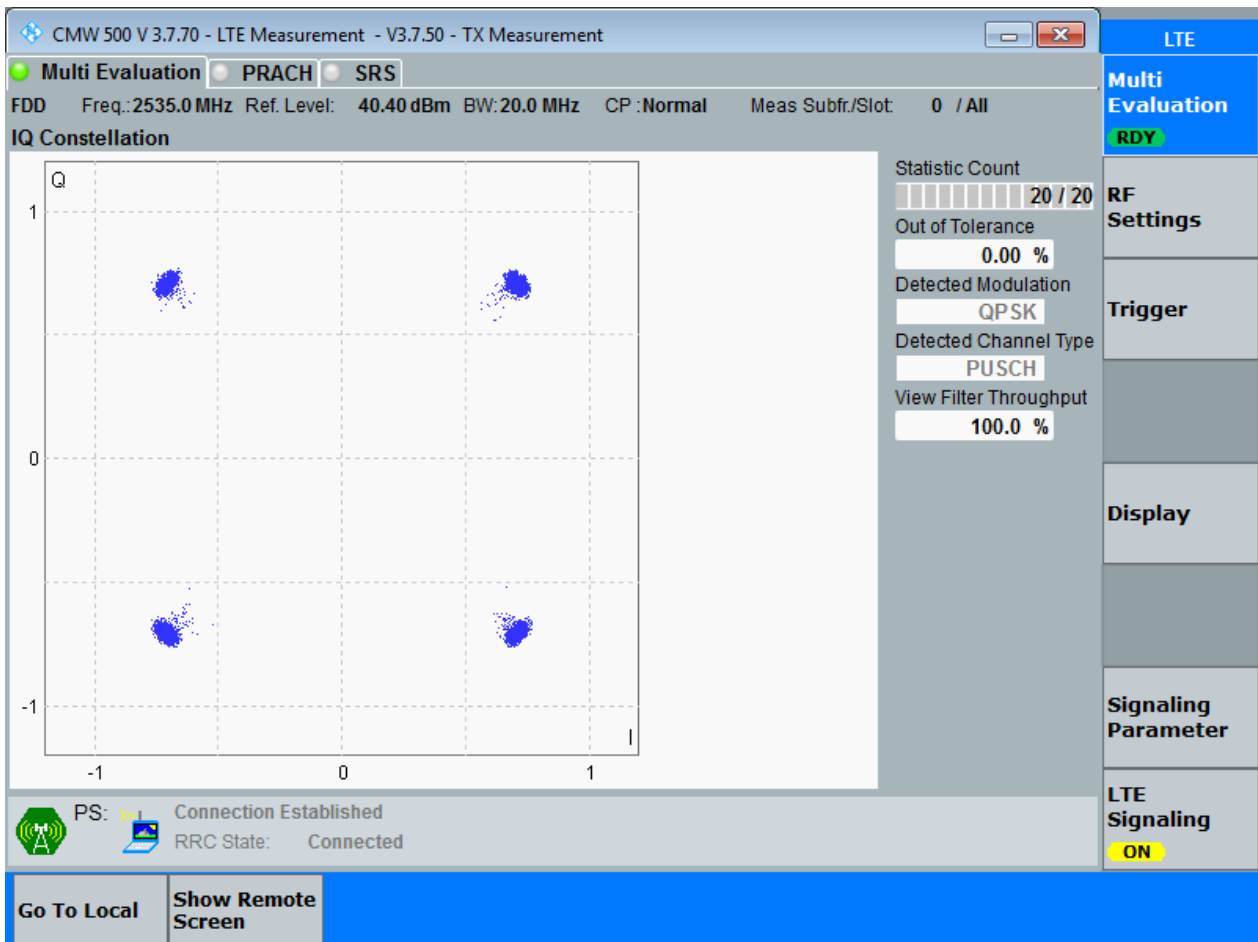 CMW 500 V 3.7.70 - LTE Measurement - V3.7.50 - TX Measurement
Multi Evaluation PRACH SRS
FDD Freq.: 2535.0 MHz Ref. Level: 40.40 dBm BW: 20.0 MHz CP : Normal Meas Subfr./Slot: 0 / All
IQ Constellation
Q
1
0
-1
I
-1 0 1
Statistic Count
20 / 20
Out of Tolerance
0.00 %
Detected Modulation
QPSK
Detected Channel Type
PUSCH
View Filter Throughput
100.0 %
PS: Connection Established
RRC State: Connected
LTE
Multi
Evaluation
RDY
RF
Settings
Trigger
Display
Signaling
Parameter
LTE
Signaling
ON
Go To Local
Show Remote
Screen